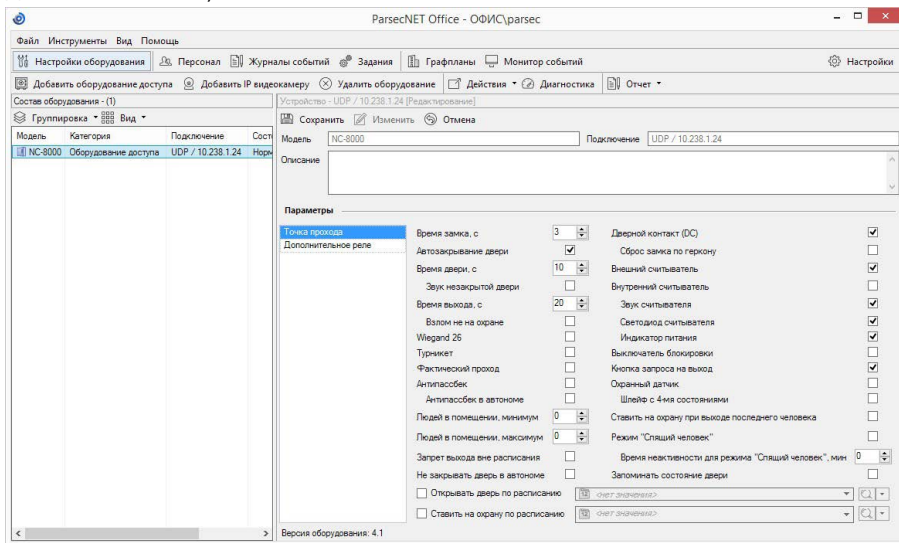 ParsecNET Office - ОФИС\parsec
Файл Инструменты Вид Помощь
Настройки оборудования Персонал Журналы событий Задания Графпланы Монитор событий Настройки
Добавить оборудование доступа Добавить IP видеокамеру Удалить оборудование Действия Диагностика Отчет
Состав оборудования - (1)
Устройство - UDP / 10.238.1.24 [Редактирование]
Группировка Вид
Сохранить Изменить Отмена
Модель Категория Подключение Состо
NC-8000 Оборудование доступа UDP / 10.238.1.24 Норм
Модель NC-8000 Подключение UDP / 10.238.1.24
Описание
Параметры
Точка прохода
Дополнительное реле
Время замка, с 3 Дверной контакт (DC)
Автозакрывание двери Сброс замка по геркону
Время двери, с 10 Внешний считыватель
Звук незакрытой двери Внутренний считыватель
Время выхода, с 20 Звук считывателя
Взлом не на охране Светодиод считывателя
Wiegand 26 Индикатор питания
Турникет Выключатель блокировки
Фактический проход Кнопка запроса на выход
Антипассбек Охранный датчик
Антипассбек в автономе Шлейф с 4-мя состояниями
Людей в помещении, минимум 0 Ставить на охрану при выходе последнего человека
Людей в помещении, максимум 0 Режим "Спящий человек"
Запрет выхода вне расписания Время неактивности для режима "Спящий человек", мин 0
Не закрывать дверь в автономе Запоминать состояние двери
Открывать дверь по расписанию <нет значения>
Ставить на охрану по расписанию <нет значения>
Версия оборудования: 4.1